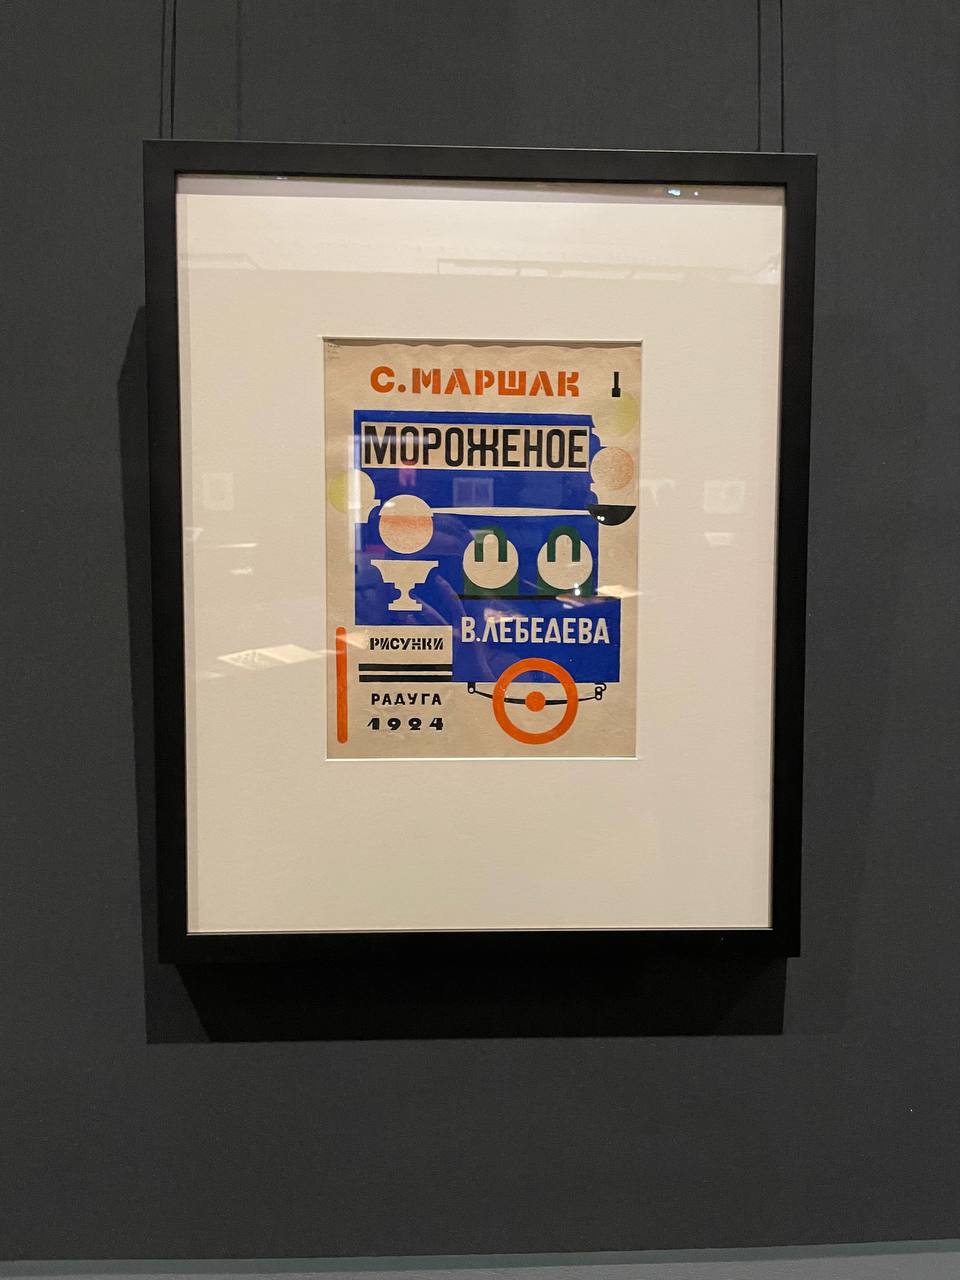 С. МАРШАК
МОРОЖЕНОЕ
В. ЛЕБЕДЕВА
РИСУНКИ
РАДУГА
1924